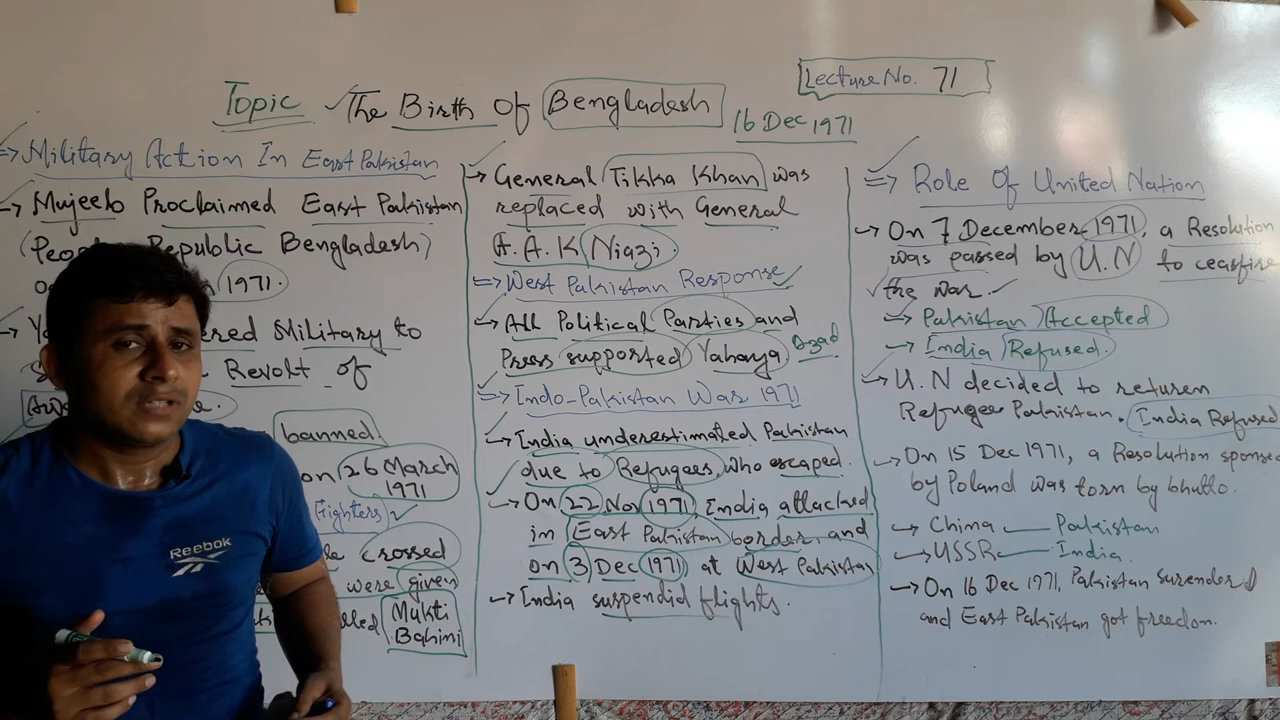 Lecture No. 71
Topic The Birth of Bengladesh
16 Dec 1971
=> Military Action In East Pakistan
→ Mujeeb Proclaimed East Pakistan
Republic Bengladesh)
1971.
Military to
Revolt of
banned.
on 26 March
1971
Fighters
crossed
were given
Mukti
Bahini
→ General Tikka Khan was
replaced with General
A.A.K Niazi
=> West Pakistan Response
→ All Political Parties and
Press supported Yahaya Azad
=> Indo-Pakistan War 1971
→ India underestimated Pakistan
due to Refugees who escaped.
→ On 22 Nov 1971 India attacked
in East Pakistan border, and
on 3 Dec 1971 at West Pakistan
→ India suspendid flights.
=> Role Of United Nation
→ On 7 December 1971, a Resolution
was passed by U.N to ceasfire
the war.
→ Pakistan Accepted
→ India Refused.
→ U.N decided to returen
Refugee Pakistan. India Refused
→ On 15 Dec 1971, a Resolution sponse
by Poland was torn by bhutto.
→ China — Pakistan
→ USSR — India.
→ On 16 Dec 1971, Pakistan surenderd
and East Pakistan got freedom.
Reebok